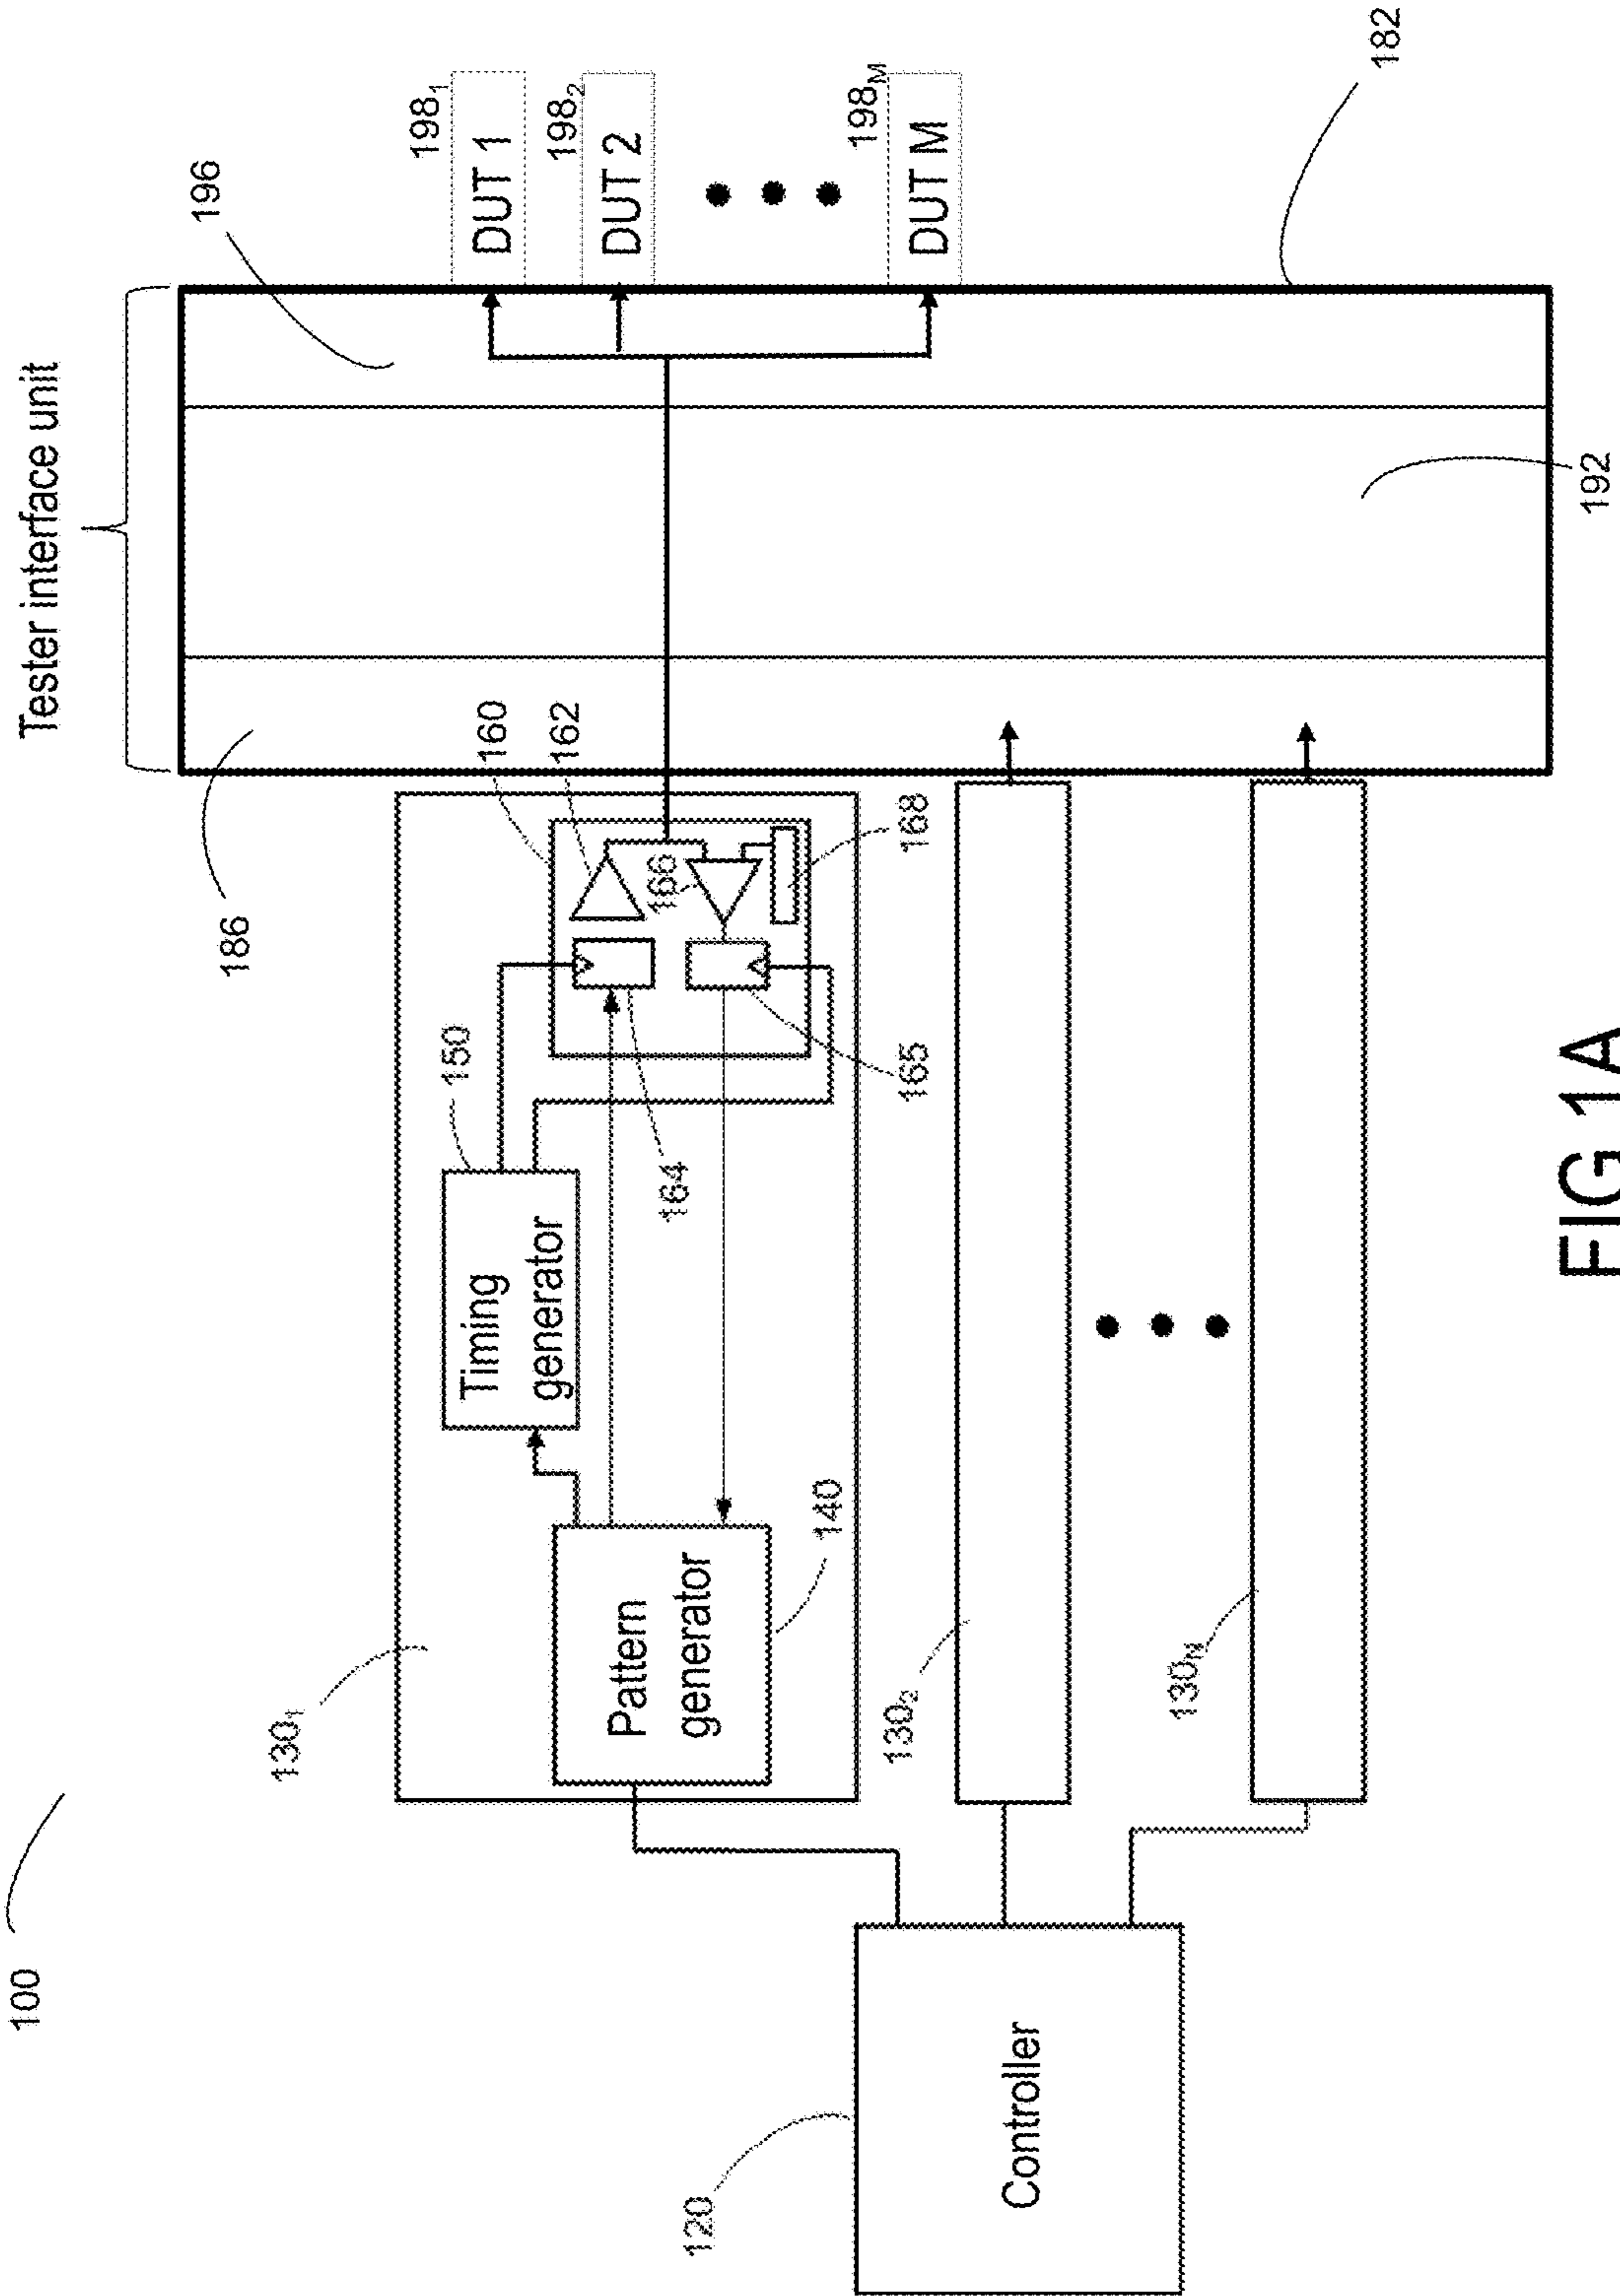 100
Tester interface unit
196
186
198₁
DUT 1
198₂
DUT 2
198M
DUT M
182
192
160
162
166
168
150
Timing
generator
164
165
130₁
Pattern
generator
140
130₂
130N
120
Controller
FIG 1A